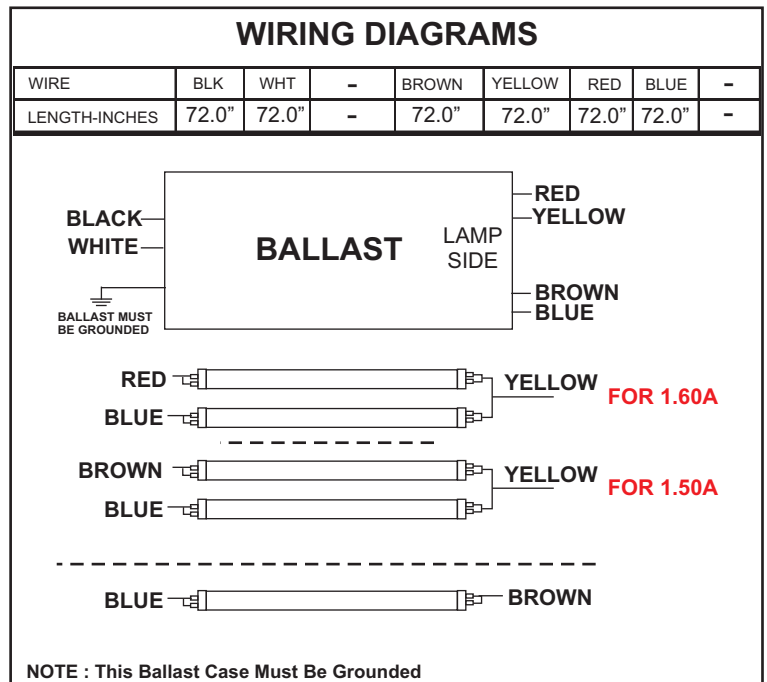 WIRING DIAGRAMS
WIRE BLK WHT - BROWN YELLOW RED BLUE -
LENGTH-INCHES 72.0” 72.0” - 72.0” 72.0” 72.0” 72.0” -
BLACK
WHITE
BALLAST MUST
BE GROUNDED
BALLAST
LAMP
SIDE
RED
YELLOW
BROWN
BLUE
RED
BLUE
YELLOW
FOR 1.60A
BROWN
BLUE
YELLOW
FOR 1.50A
BLUE
BROWN
NOTE : This Ballast Case Must Be Grounded